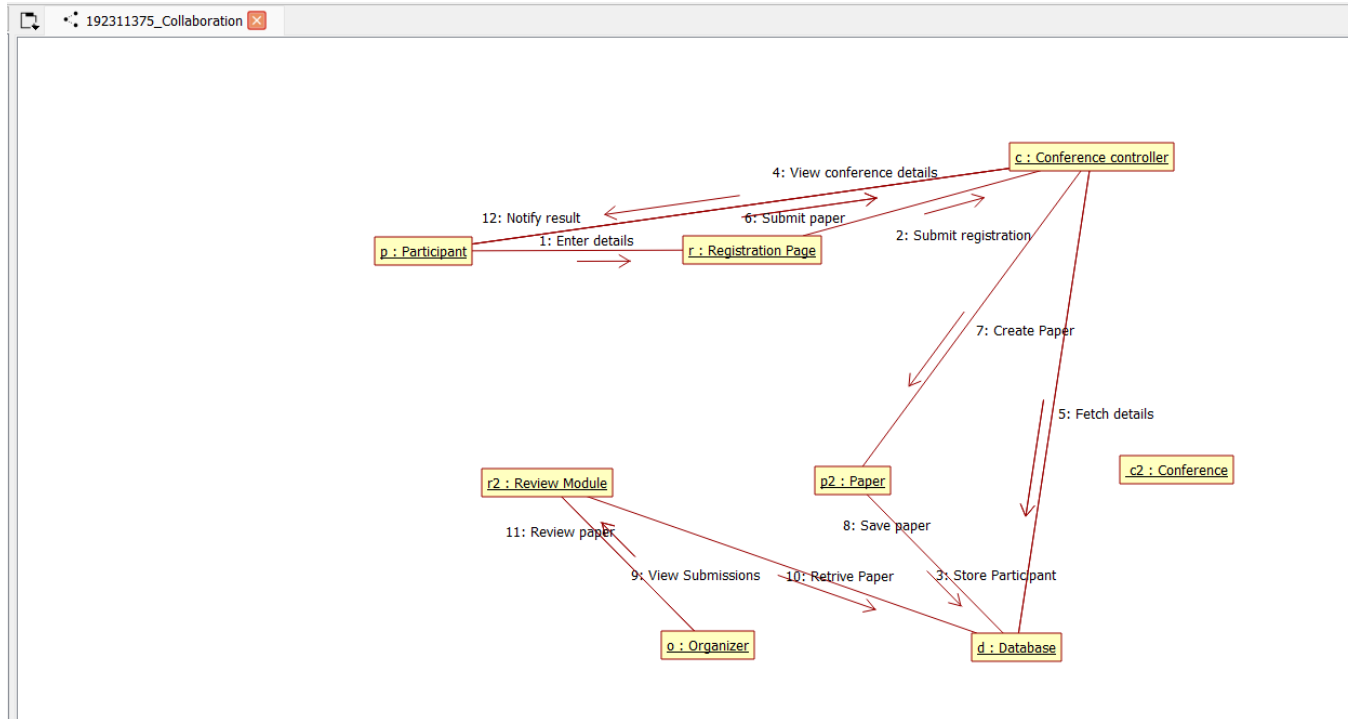 192311375_Collaboration
c : Conference controller
4: View conference details
12: Notify result
6: Submit paper
2: Submit registration
1: Enter details
p : Participant
r : Registration Page
7: Create Paper
5: Fetch details
c2 : Conference
r2 : Review Module
p2 : Paper
8: Save paper
11: Review paper
9: View Submissions
10: Retrive Paper
3: Store Participant
o : Organizer
d : Database